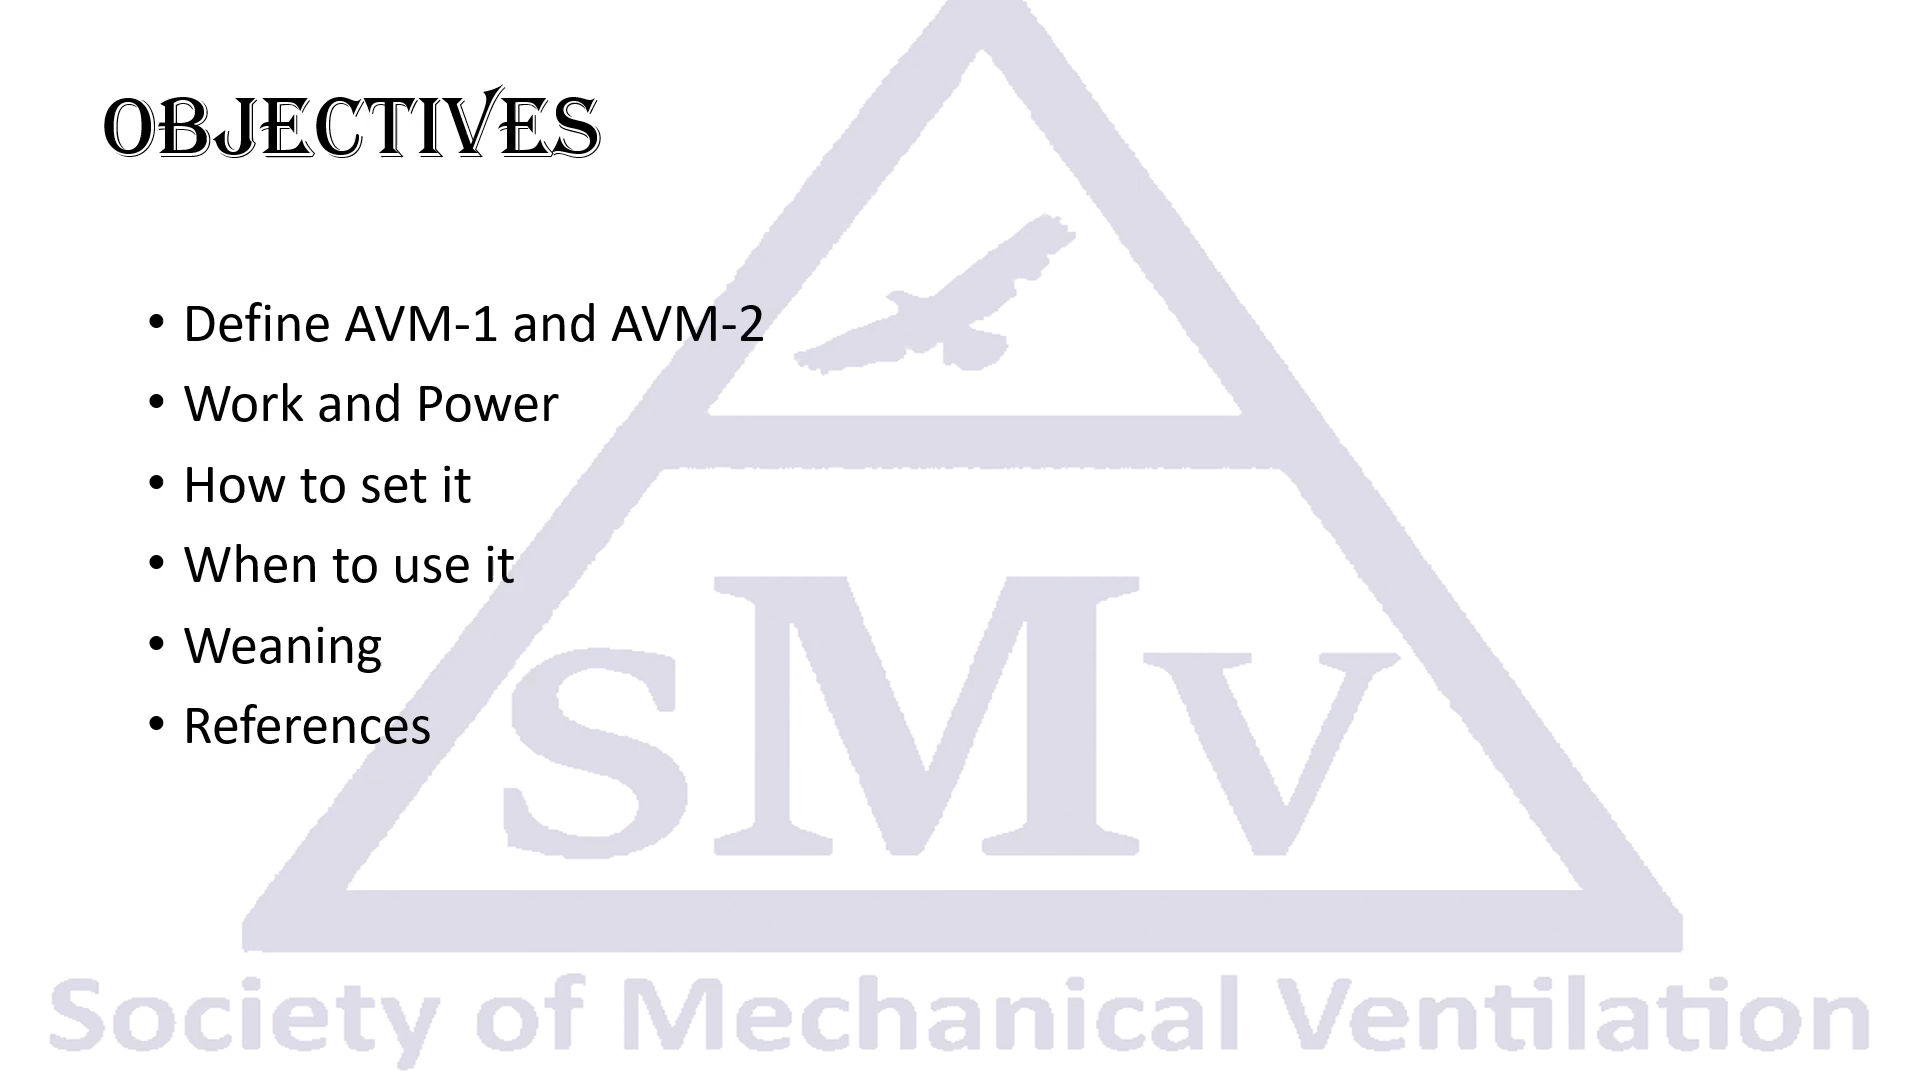 OBJECTIVES
• Define AVM-1 and AVM-2
• Work and Power
• How to set it
• When to use it
• Weaning
• References
SMV
Society of Mechanical Ventilation